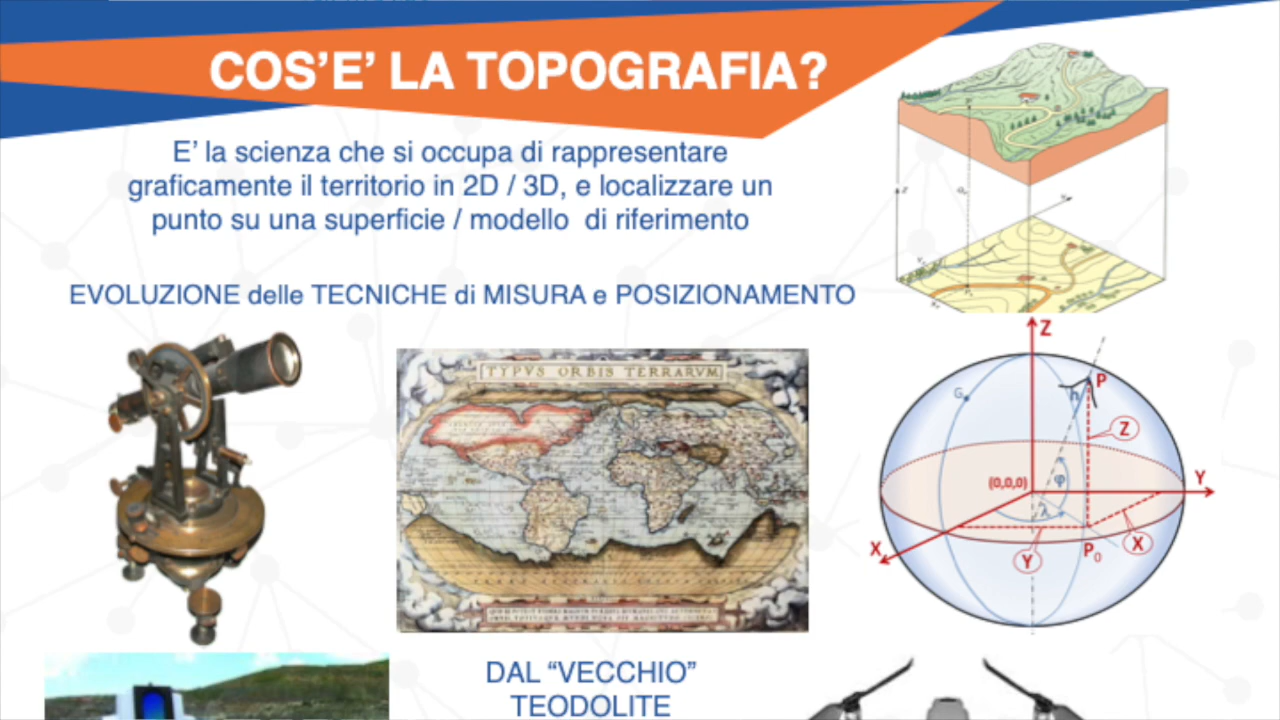 COS'E' LA TOPOGRAFIA?
E' la scienza che si occupa di rappresentare
graficamente il territorio in 2D / 3D, e localizzare un
punto su una superficie / modello di riferimento
EVOLUZIONE delle TECNICHE di MISURA e POSIZIONAMENTO
TYPVS ORBIS TERRARVM
Z
G
h
P
Z
(0,0,0)
φ
λ
Y
X
Y
P0
X
DAL “VECCHIO”
TEODOLITE